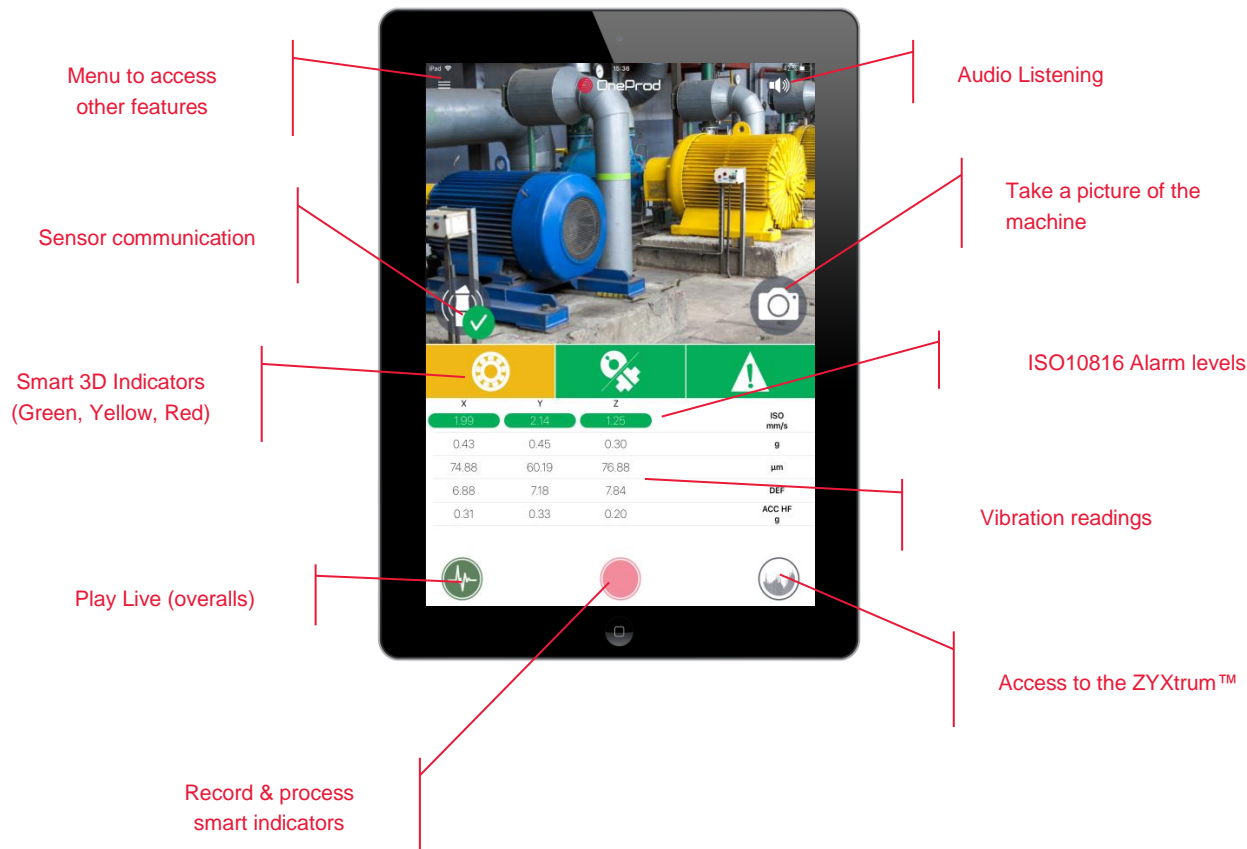 Menu to access
other features
Audio Listening
iPad
15:36
OneProd
Take a picture of the
machine
Sensor communication
ISO10816 Alarm levels
Smart 3D Indicators
(Green, Yellow, Red)
X Y Z
1.99 2.14 1.25 ISO
mm/s
0.43 0.45 0.30 g
74.88 60.19 76.88 µm
6.88 7.18 7.84 DEF
0.31 0.33 0.20 ACC HF
g
Vibration readings
Play Live (overalls)
Access to the ZYXtrum™
Record & process
smart indicators